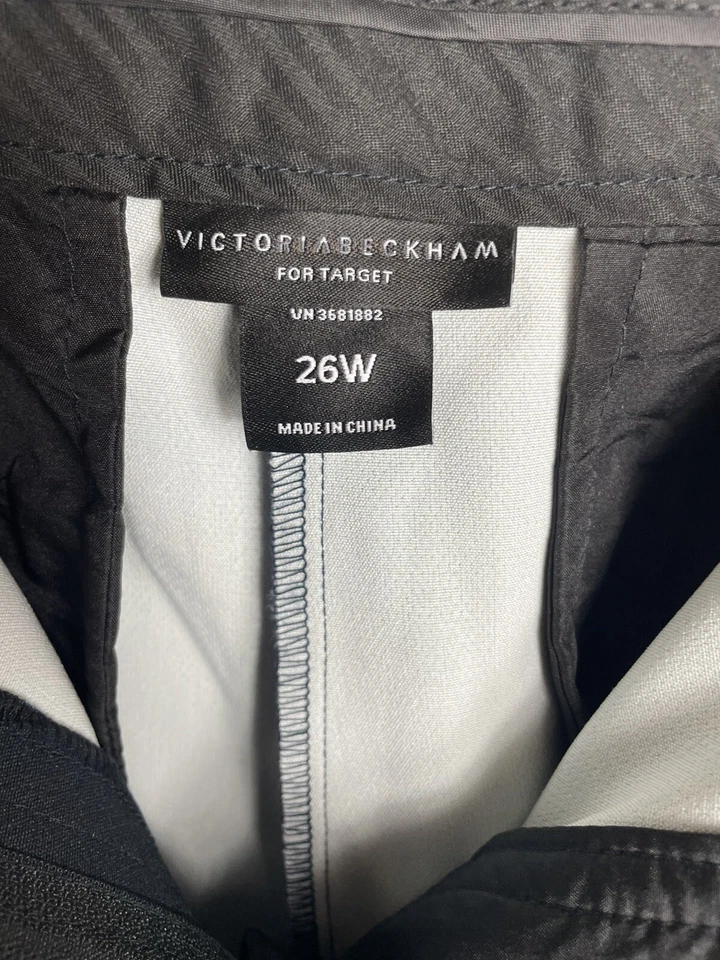 VICTORIABECKHAM
FOR TARGET
VN 3681882
26W
MADE IN CHINA